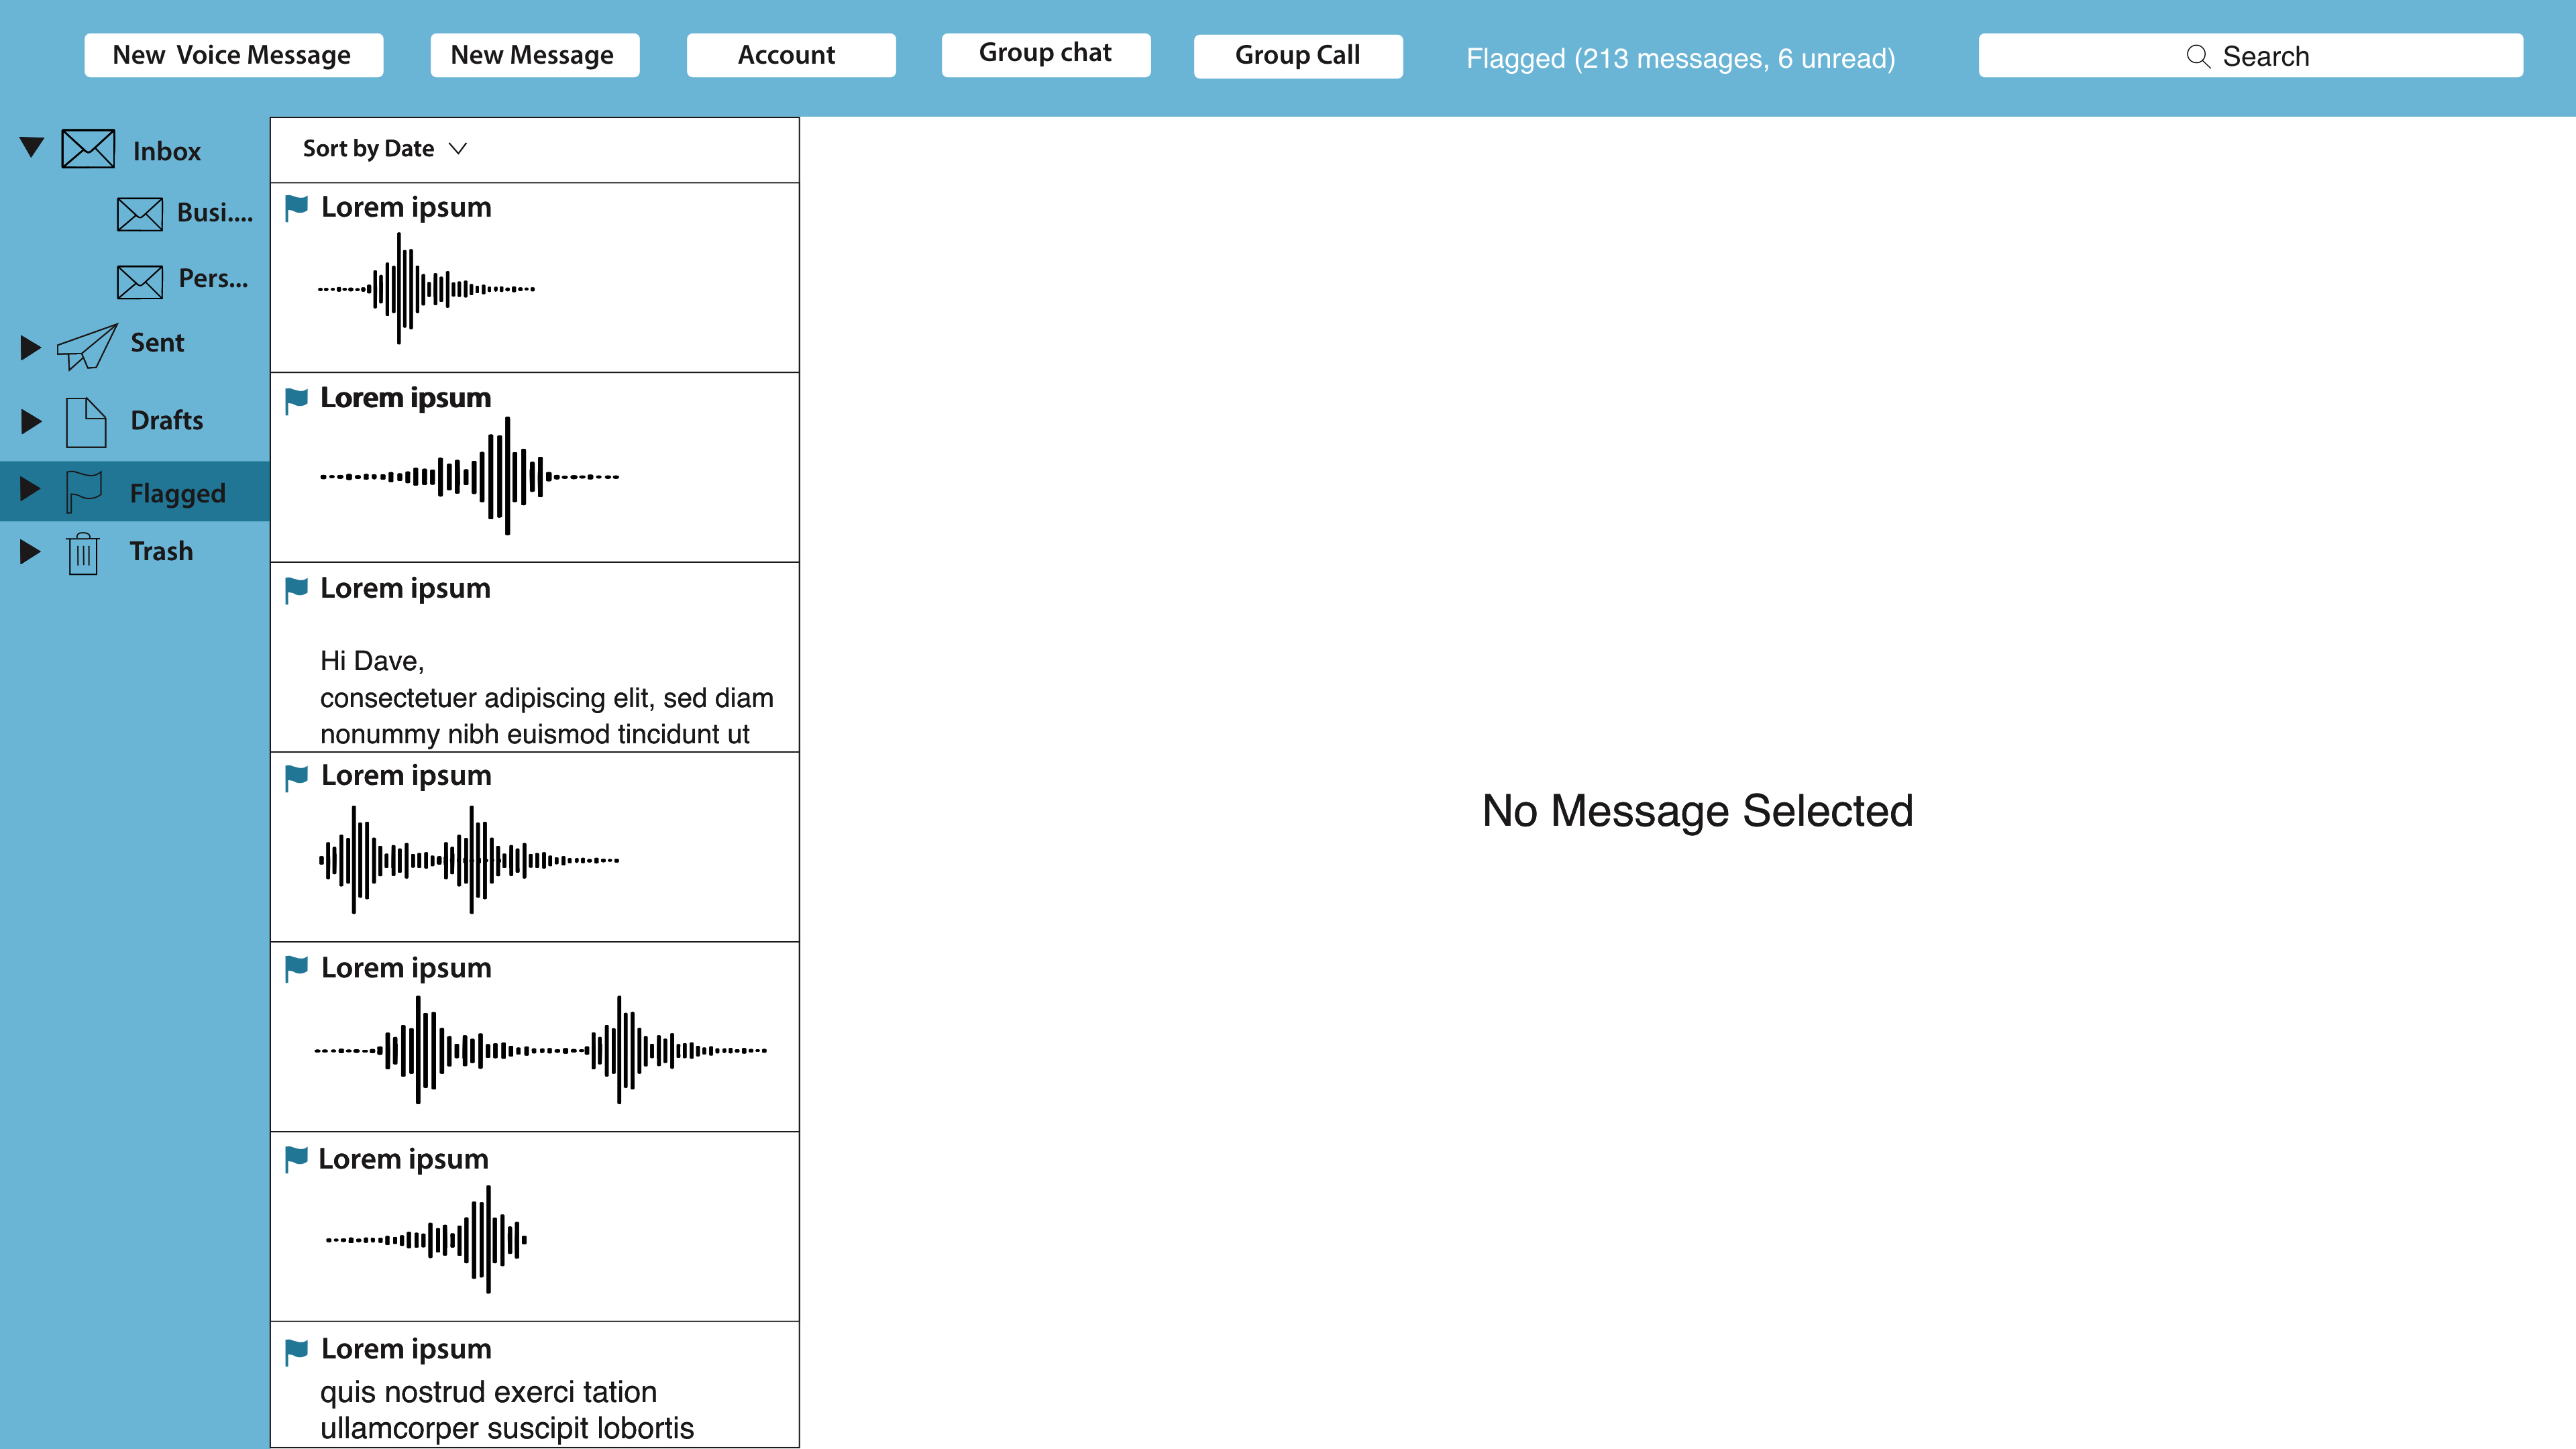 New Voice Message
New Message
Account
Group chat
Group Call
Flagged (213 messages, 6 unread)
Search
Inbox
Busi....
Pers...
Sent
Drafts
Flagged
Trash
Sort by Date
Lorem ipsum
Lorem ipsum
Lorem ipsum
Hi Dave,
consectetuer adipiscing elit, sed diam
nonummy nibh euismod tincidunt ut
Lorem ipsum
Lorem ipsum
Lorem ipsum
Lorem ipsum
quis nostrud exerci tation
ullamcorper suscipit lobortis
No Message Selected